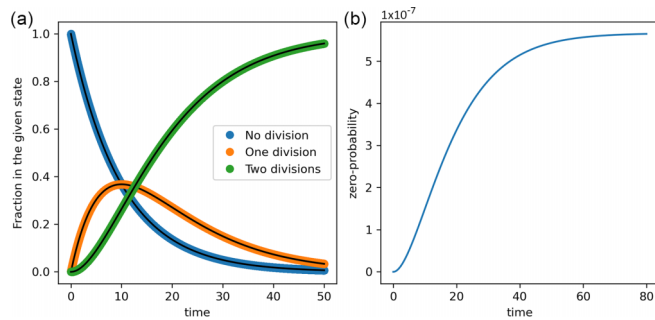 (a)
Fraction in the given state
1.0
0.8
0.6
0.4
0.2
0.0
No division
One division
Two divisions
0 10 20 30 40 50
time
(b)
1x10⁻⁷
zero-probability
5
4
3
2
1
0
0 20 40 60 80
time